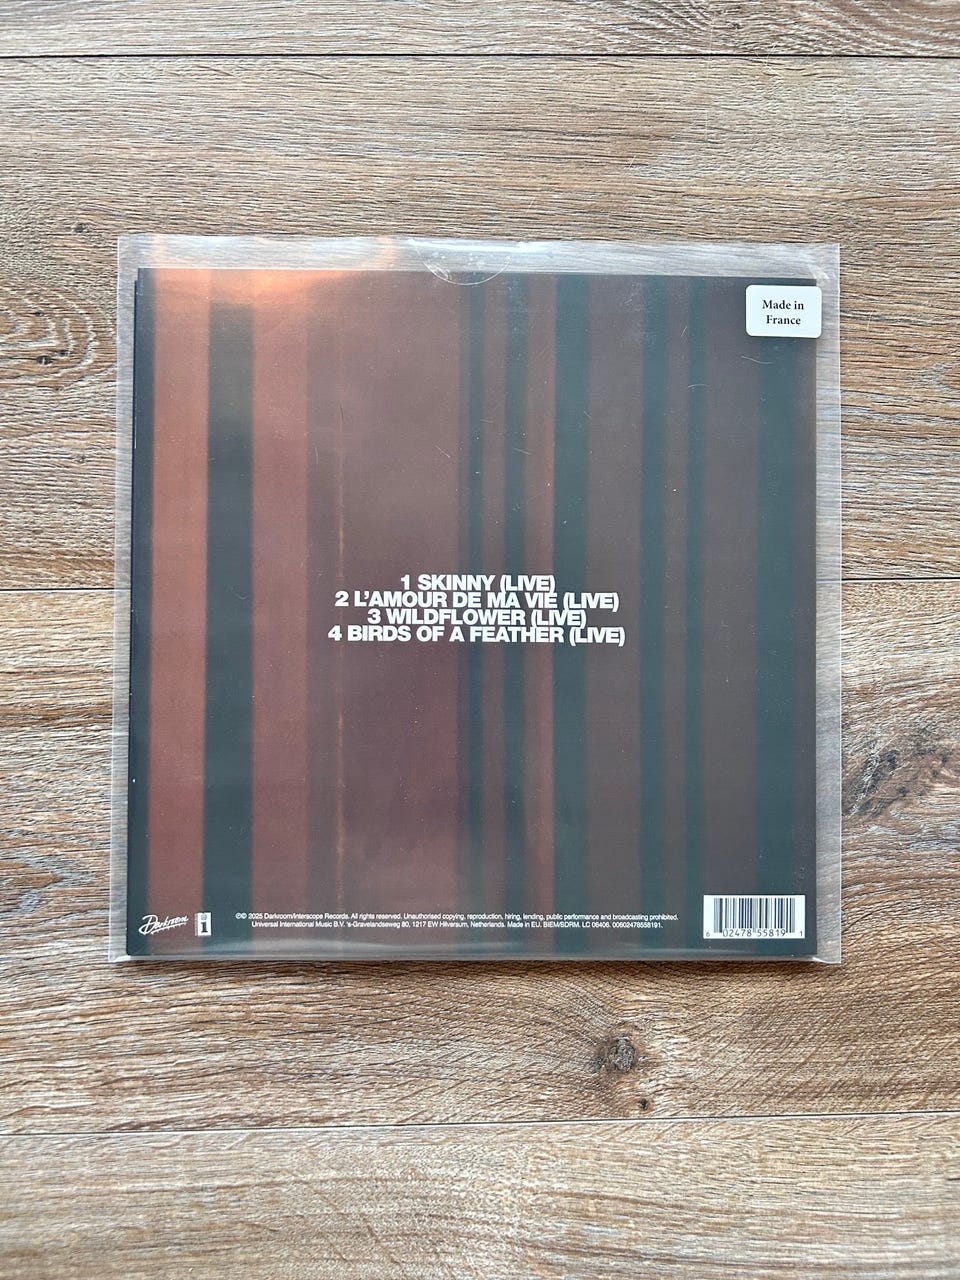 Made in
France
1 SKINNY (LIVE)
2 L'AMOUR DE MA VIE (LIVE)
3 WILDFLOWER (LIVE)
4 BIRDS OF A FEATHER (LIVE)
Darkroom
i
℗© 2025 Darkroom/Interscope Records. All rights reserved. Unauthorised copying, reproduction, hiring, lending, public performance and broadcasting prohibited.
Universal International Music B.V. 's-Gravelandseweg 80, 1217 EW Hilversum, Netherlands. Made in EU. BIEM/SDRM. LC 06406. 00602478558191.
6 02478 55819 1